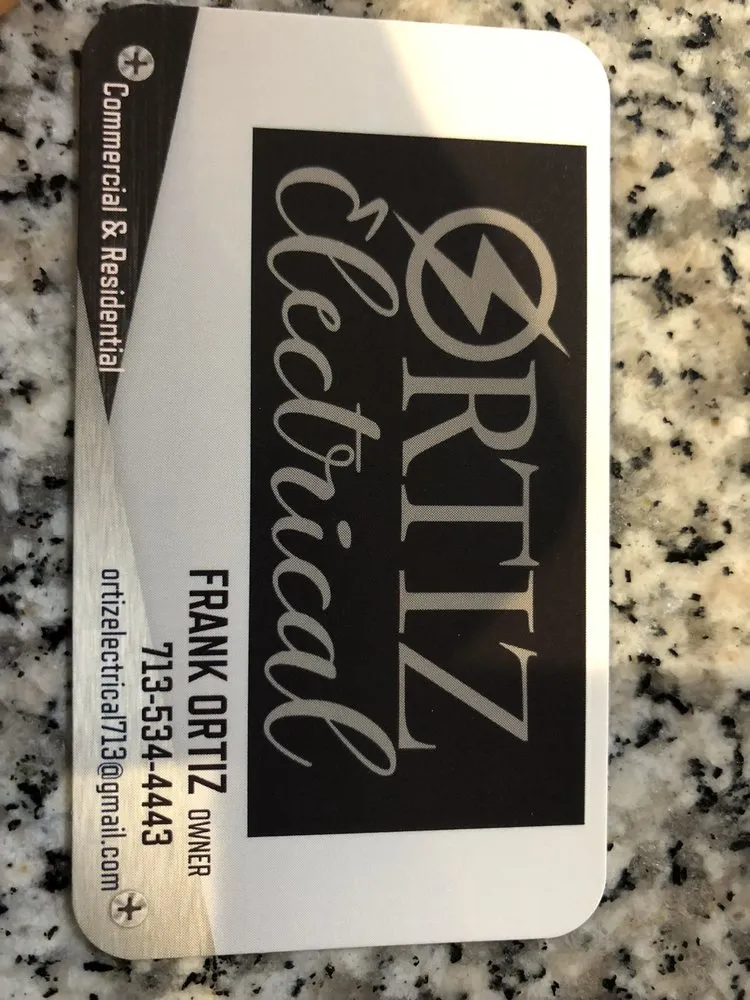 ORTIZ
Electrical
FRANK ORTIZ OWNER
713-534-4443
Commercial & Residential
ortizelectrical713@gmail.com